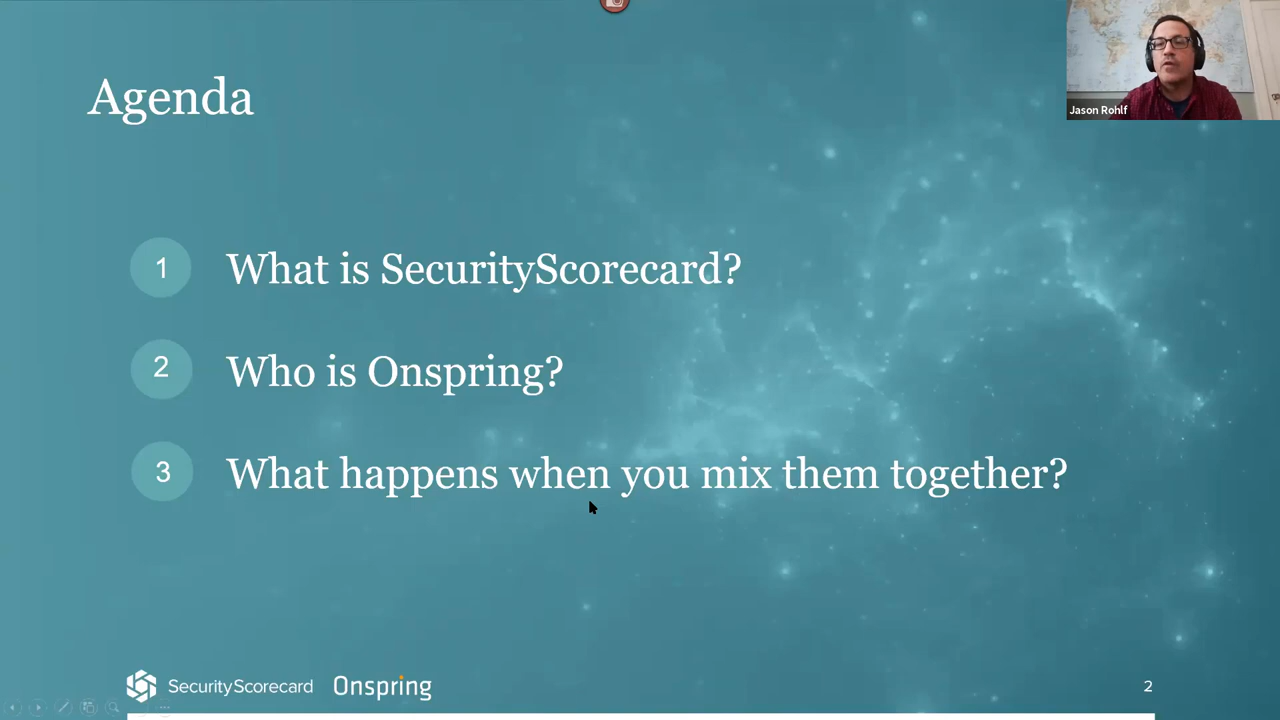 Agenda
Jason Rohlf
1 What is SecurityScorecard?
2 Who is Onspring?
3 What happens when you mix them together?
SecurityScorecard Onspring 2